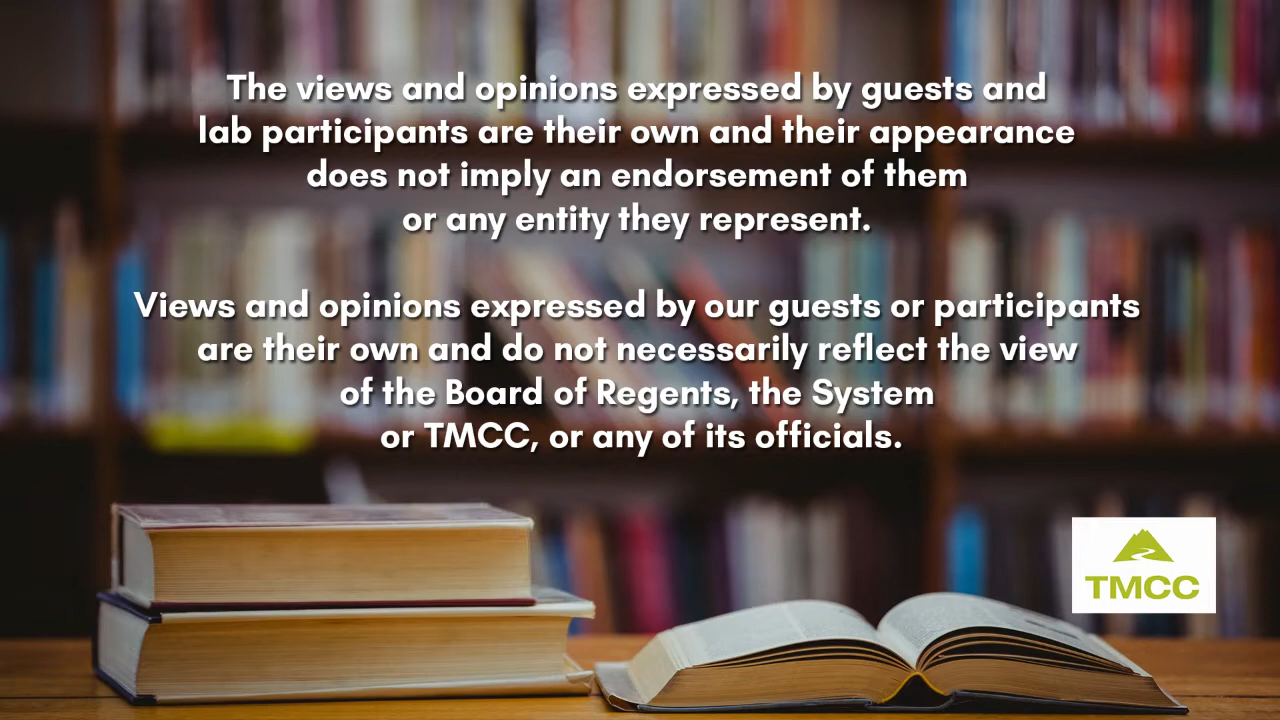 The views and opinions expressed by guests and
lab participants are their own and their appearance
does not imply an endorsement of them
or any entity they represent.
Views and opinions expressed by our guests or participants
are their own and do not necessarily reflect the view
of the Board of Regents, the System
or TMCC, or any of its officials.
TMCC